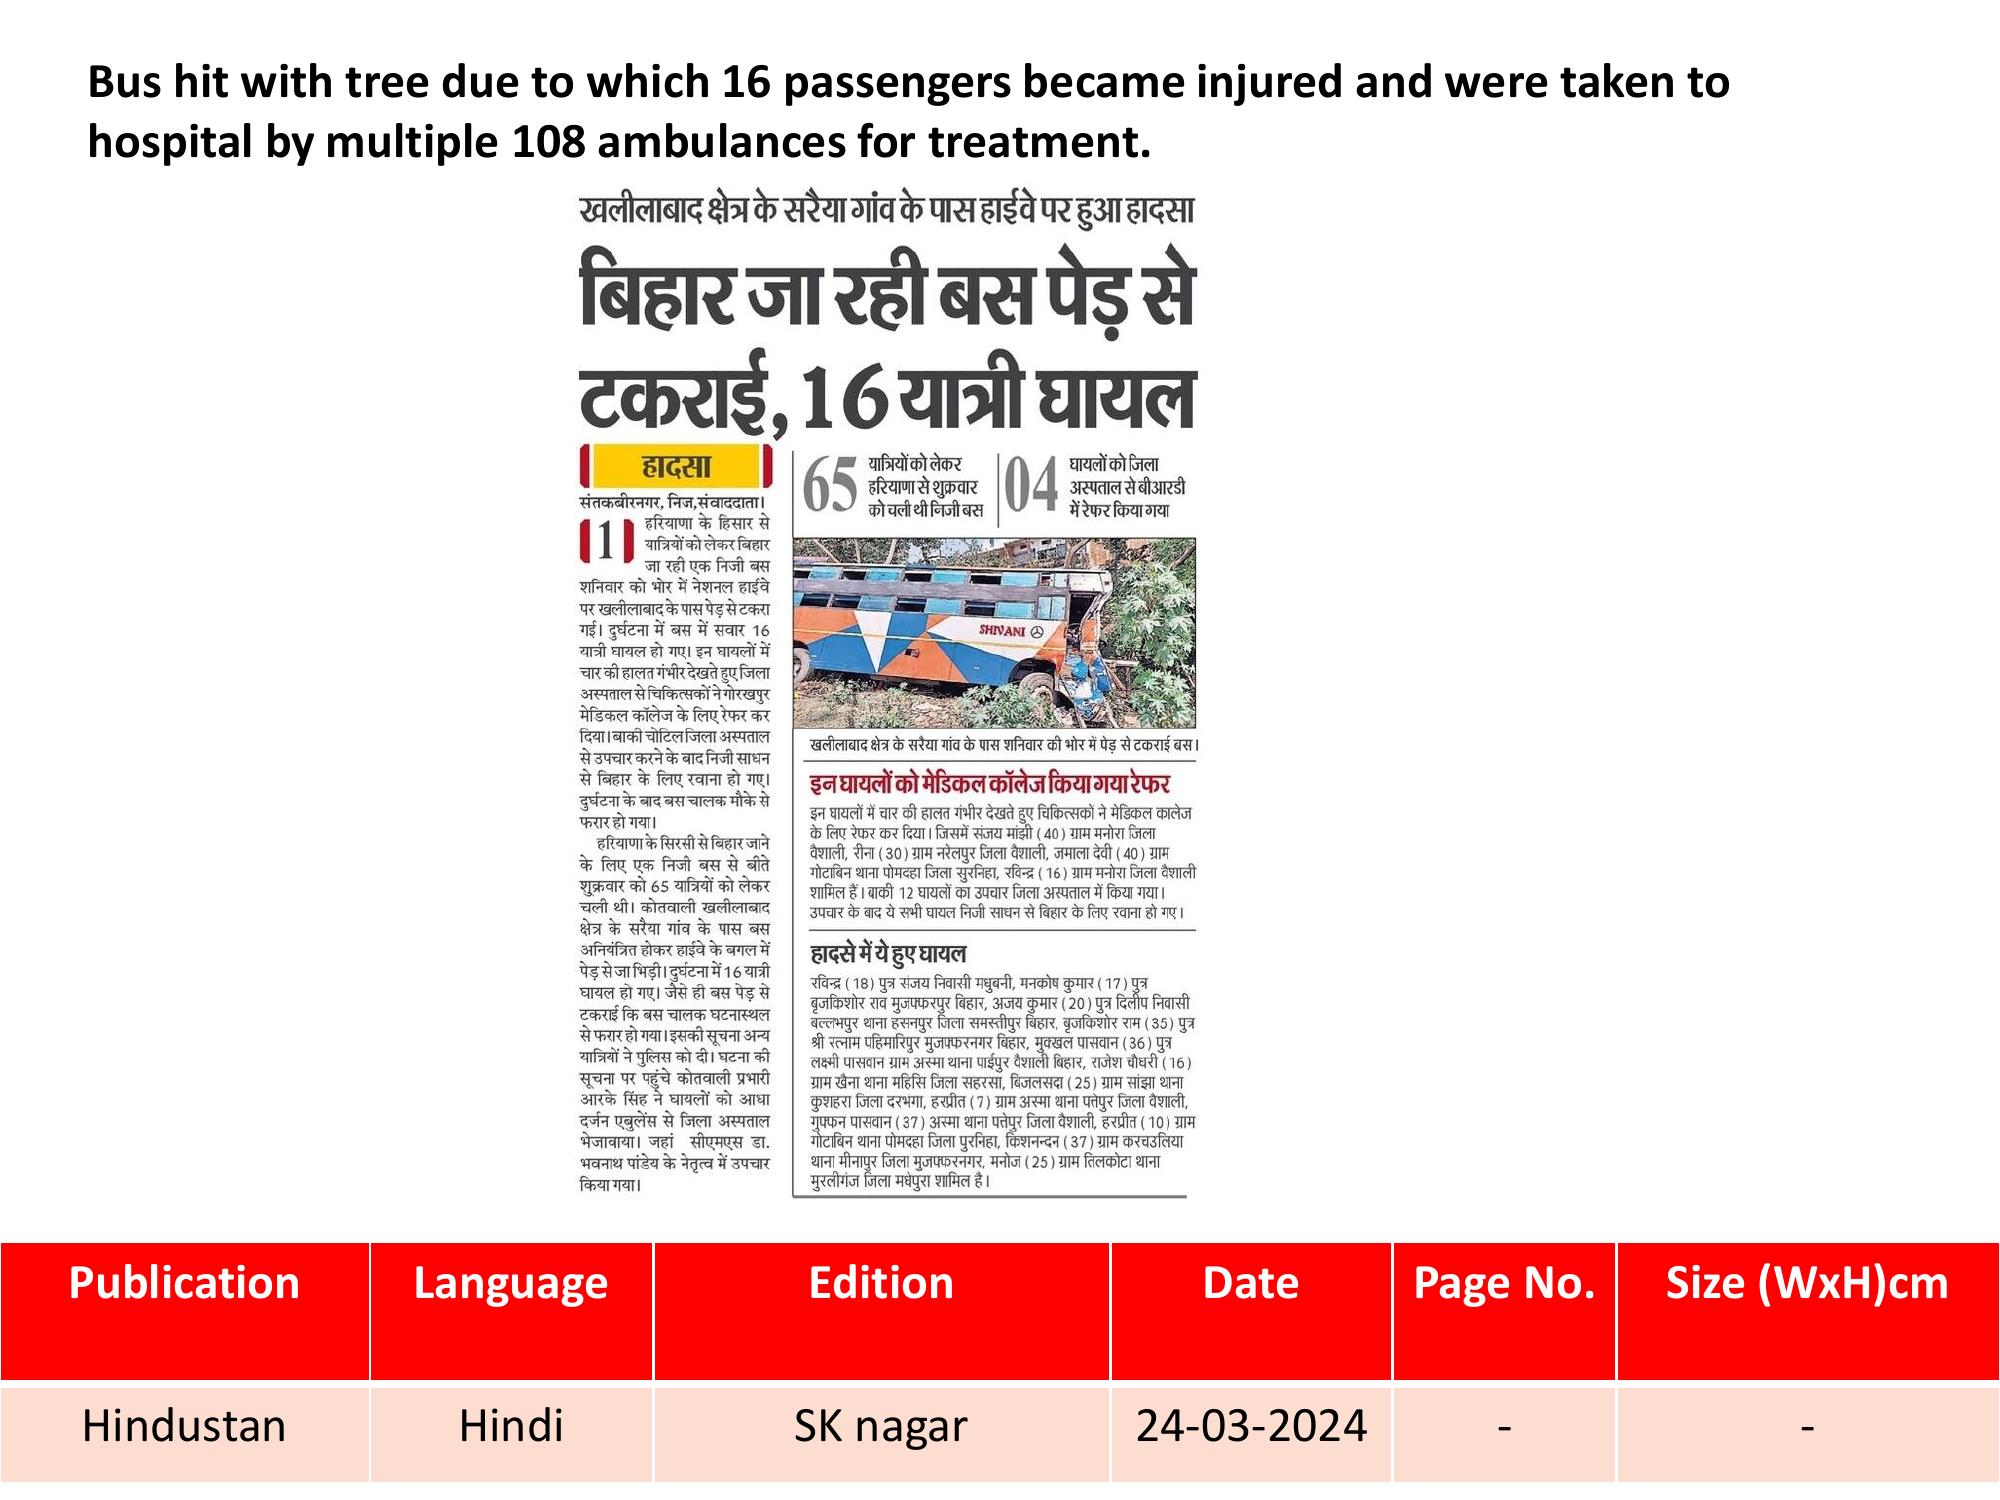 Bus hit with tree due to which 16 passengers became injured and were taken to
hospital by multiple 108 ambulances for treatment.
खलीलाबाद क्षेत्र के सरैया गांव के पास हाईवे पर हुआ हादसा
बिहार जा रही बस पेड़ से
टकराई, 16 यात्री घायल
हादसा
संतकबीरनगर, निज,संवाददाता।
1
हरियाणा के हिसार से
यात्रियों को लेकर बिहार
जा रही एक निजी बस
शनिवार को भोर में नेशनल हाईवे
पर खलीलाबाद के पास पेड़ से टकरा
गई। दुर्घटना में बस में सवार 16
यात्री घायल हो गए। इन घायलों में
चार की हालत गंभीर देखते हुए जिला
अस्पताल से चिकित्सकों ने गोरखपुर
मेडिकल कॉलेज के लिए रेफर कर
दिया। बाकी चोटिल जिला अस्पताल
से उपचार करने के बाद निजी साधन
से बिहार के लिए रवाना हो गए।
दुर्घटना के बाद बस चालक मौके से
फरार हो गया।
हरियाणा के सिरसी से बिहार जाने
के लिए एक निजी बस से बीते
शुक्रवार को 65 यात्रियों को लेकर
चली थी। कोतवाली खलीलाबाद
क्षेत्र के सरैया गांव के पास बस
अनियंत्रित होकर हाईवे के बगल में
पेड़ से जा भिड़ी। दुर्घटना में 16 यात्री
घायल हो गए। जैसे ही बस पेड़ से
टकराई कि बस चालक घटनास्थल
से फरार हो गया। इसकी सूचना अन्य
यात्रियों ने पुलिस को दी। घटना की
सूचना पर पहुंचे कोतवाली प्रभारी
आरके सिंह ने घायलों को आधा
दर्जन एबुलेंस से जिला अस्पताल
भेजावाया। जहां सीएमएस डा.
भवनाथ पांडेय के नेतृत्व में उपचार
किया गया।
65
यात्रियों को लेकर
हरियाणा से शुक्रवार
को चली थी निजी बस
04
घायलों को जिला
अस्पताल से बीआरडी
में रेफर किया गया
SHIVANI
खलीलाबाद क्षेत्र के सरैया गांव के पास शनिवार की भोर में पेड़ से टकराई बस।
इन घायलों को मेडिकल कॉलेज किया गया रेफर
इन घायलों में चार की हालत गंभीर देखते हुए चिकित्सकों ने मेडिकल कालेज
के लिए रेफर कर दिया। जिसमें संजय मांझी (40) ग्राम मनोरा जिला
वैशाली, रीना (30) ग्राम नरेलपुर जिला वैशाली, जमाला देवी (40) ग्राम
गोटाबिन थाना पोमदहा जिला सुरनिहा, रविन्द्र (16) ग्राम मनोरा जिला वैशाली
शामिल हैं। बाकी 12 घायलों का उपचार जिला अस्पताल में किया गया।
उपचार के बाद ये सभी घायल निजी साधन से बिहार के लिए रवाना हो गए।
हादसे में ये हुए घायल
रविन्द्र (18) पुत्र संजय निवासी मधुबनी, मनकोष कुमार (17) पुत्र
बृजकिशोर राव मुजफ्फरपुर बिहार, अजय कुमार (20) पुत्र दिलीप निवासी
बल्लभपुर थाना हसनपुर जिला समस्तीपुर बिहार, बृजकिशोर राम (35) पुत्र
श्री रत्नाम पहिमारिपुर मुजफ्फरनगर बिहार, मुक्खल पासवान (36) पुत्र
लक्ष्मी पासवान ग्राम अस्मा थाना पाईपुर वैशाली बिहार, राजेश चौधरी (16)
ग्राम खैना थाना महिसि जिला सहरसा, बिजलसदा (25) ग्राम सांझा थाना
कुशहरा जिला दरभंगा, हरप्रीत (7) ग्राम अस्मा थाना पत्तेपुर जिला वैशाली,
गुफ्फन पासवान (37) अस्मा थाना पत्तेपुर जिला वैशाली, हरप्रीत (10) ग्राम
गोटाबिन थाना पोमदहा जिला पुरनिहा, किशनन्दन (37) ग्राम करचउलिया
थाना मीनापुर जिला मुजफ्फरनगर, मनोज (25) ग्राम तिलकोटा थाना
मुरलीगंज जिला मधेपुरा शामिल है।
Publication Language Edition Date Page No. Size (WxH)cm
Hindustan Hindi SK nagar 24-03-2024 - -